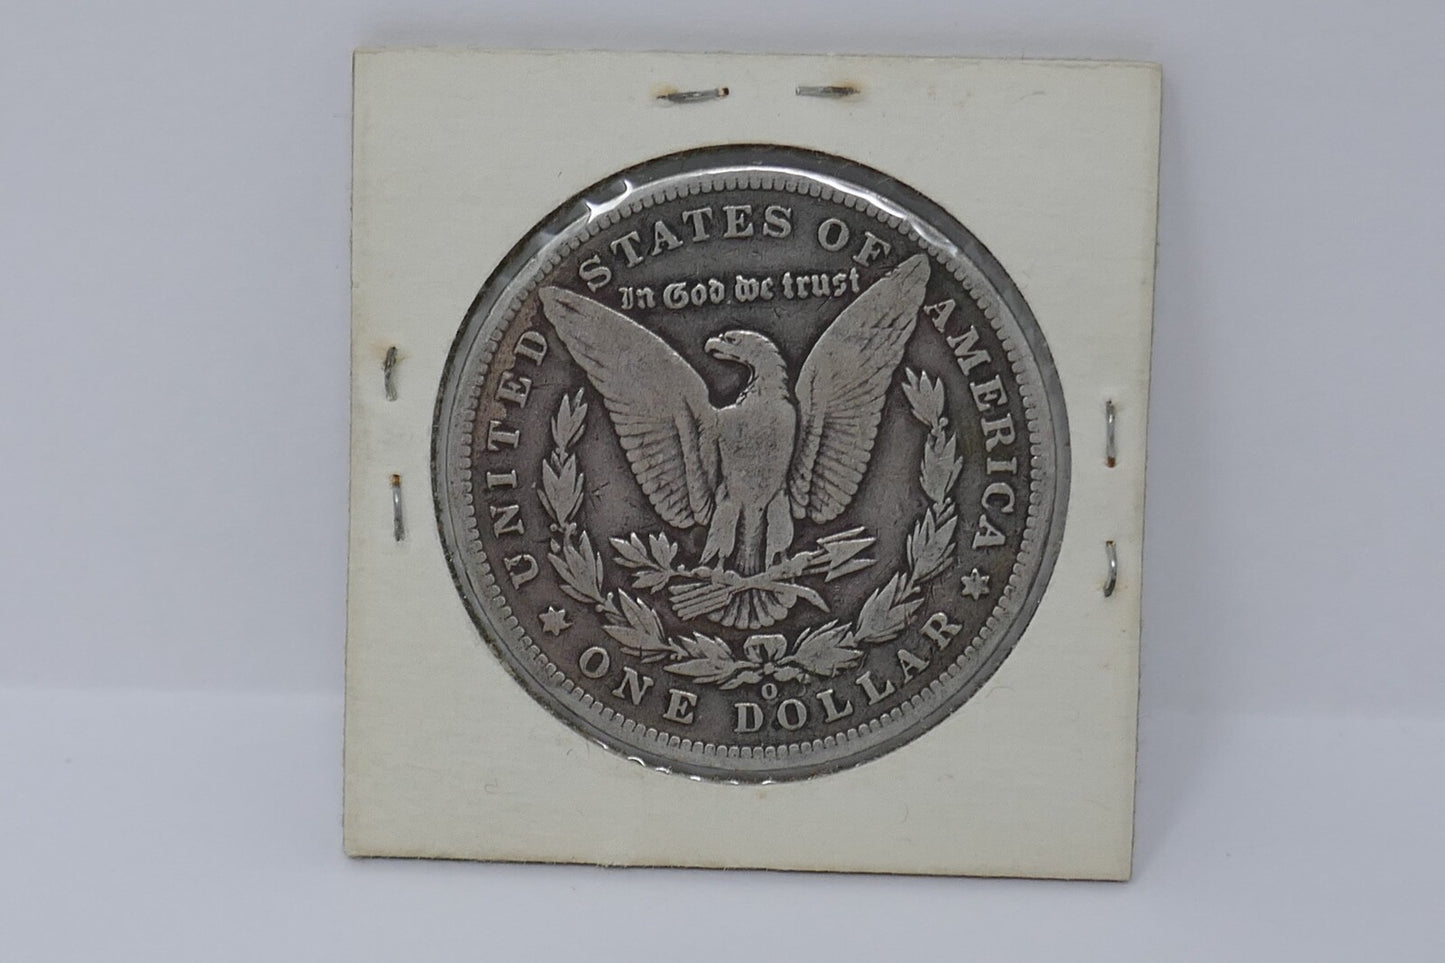 UNITED STATES OF AMERICA
In God we trust
O
ONE DOLLAR